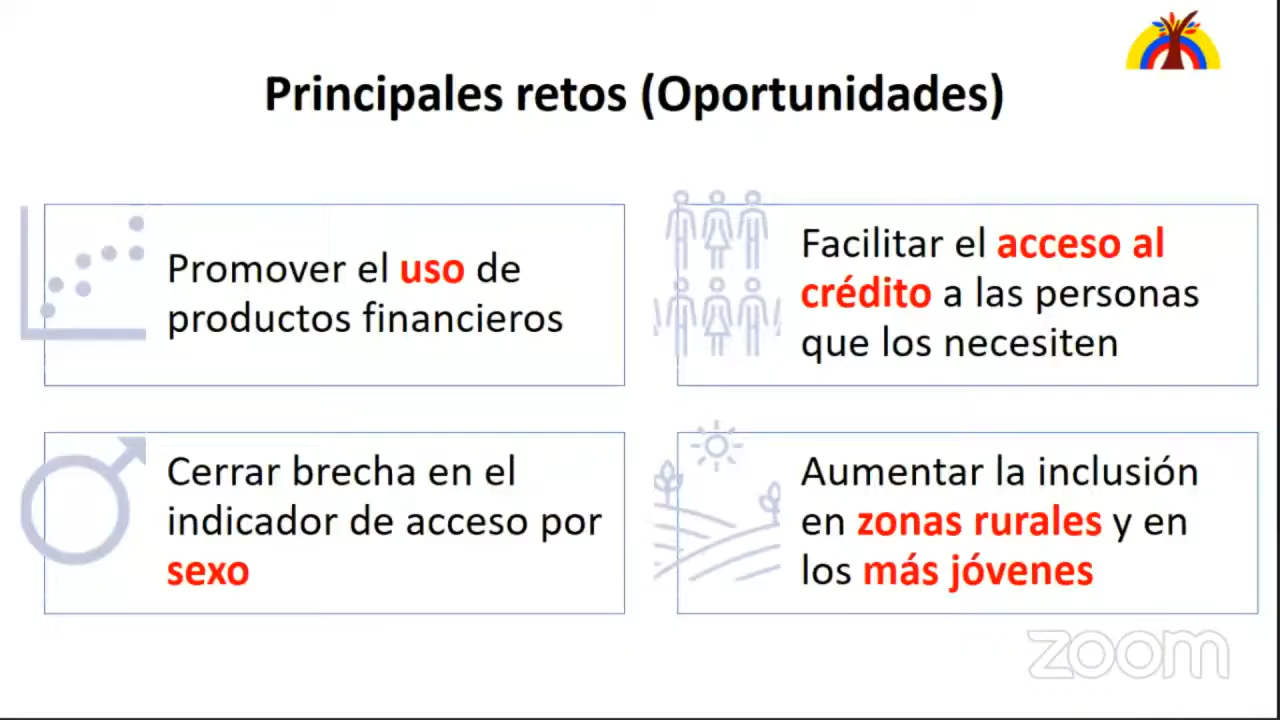 Principales retos (Oportunidades)
Promover el uso de
productos financieros
Facilitar el acceso al
crédito a las personas
que los necesiten
Cerrar brecha en el
indicador de acceso por
sexo
Aumentar la inclusión
en zonas rurales y en
los más jóvenes
zoom